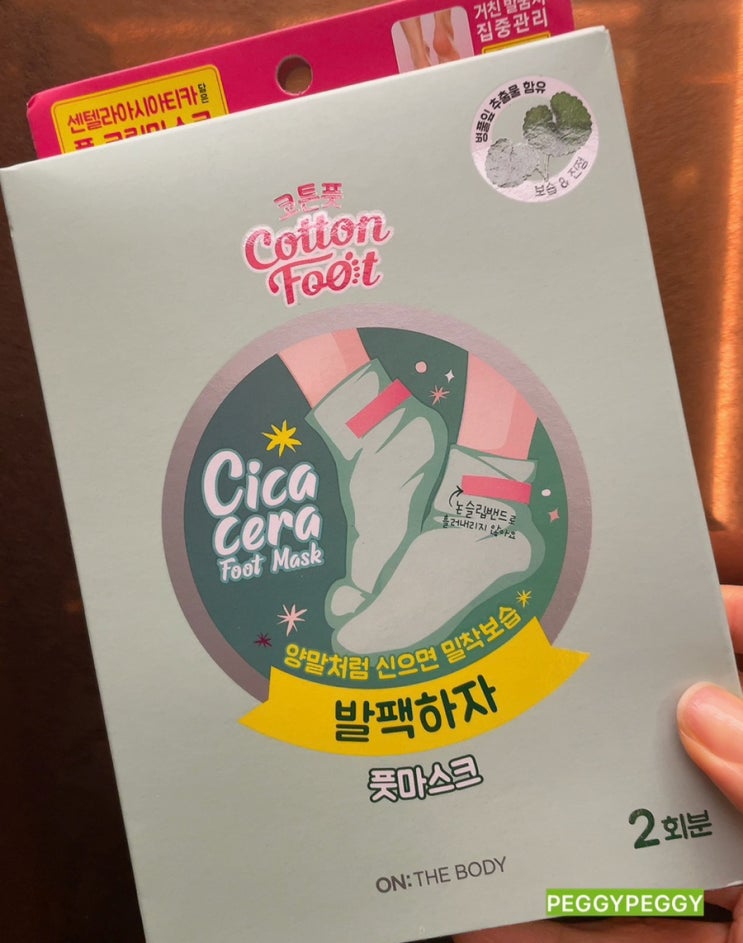 거친 발꿈치
집중관리
센텔라아시아티카
병풀잎 추출물 함유
보습 & 진정
코튼풋
Cotton
Foot
Cica
cera
Foot Mask
논슬립밴드로
흘러내리지 않아요
양말처럼 신으면 밀착보습
발팩하자
풋마스크
2회분
ON: THE BODY
PEGGYPEGGY